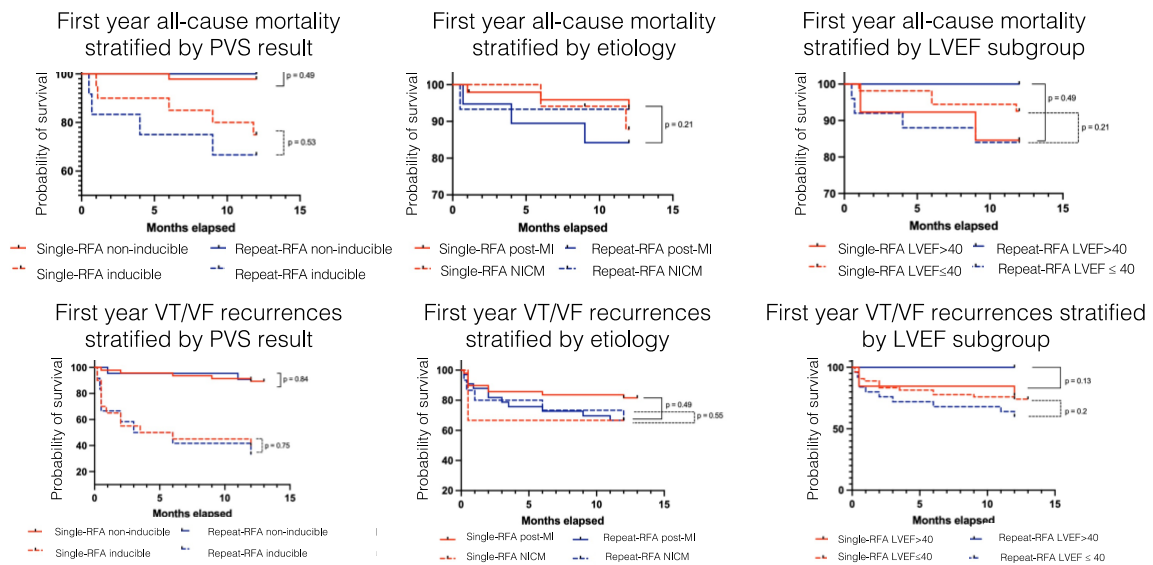 First year all-cause mortality
stratified by PVS result
Probability of survival
100
80
60
0 5 10 15
Months elapsed
p = 0.49
p = 0.53
Single-RFA non-inducible Repeat-RFA non-inducible
Single-RFA inducible Repeat-RFA inducible
First year all-cause mortality
stratified by etiology
Probability of survival
100
90
80
70
0 5 10 15
Months elapsed
p = 0.21
Single-RFA post-MI Repeat-RFA post-MI
Single-RFA NICM Repeat-RFA NICM
First year all-cause mortality
stratified by LVEF subgroup
Probability of survival
100
90
80
70
0 5 10 15
Months elapsed
p = 0.49
p = 0.21
Single-RFA LVEF>40 Repeat-RFA LVEF>40
Single-RFA LVEF≤40 Repeat-RFA LVEF ≤ 40
First year VT/VF recurrences
stratified by PVS result
Probability of survival
100
80
60
40
20
0 5 10 15
Months elapsed
p = 0.84
p = 0.75
Single-RFA non-inducible Repeat-RFA non-inducible
Single-RFA inducible Repeat-RFA inducible
First year VT/VF recurrences
stratified by etiology
Probability of survival
100
80
60
40
20
0
0 5 10 15
Months elapsed
p = 0.49
p = 0.55
Single-RFA post-MI Repeat-RFA post-MI
Single-RFA NICM Repeat-RFA NICM
First year VT/VF recurrences stratified
by LVEF subgroup
Probability of survival
100
50
0
0 5 10 15
Months elapsed
p = 0.13
p = 0.2
Single-RFA LVEF>40 Repeat-RFA LVEF>40
Single-RFA LVEF≤40 Repeat-RFA LVEF ≤ 40